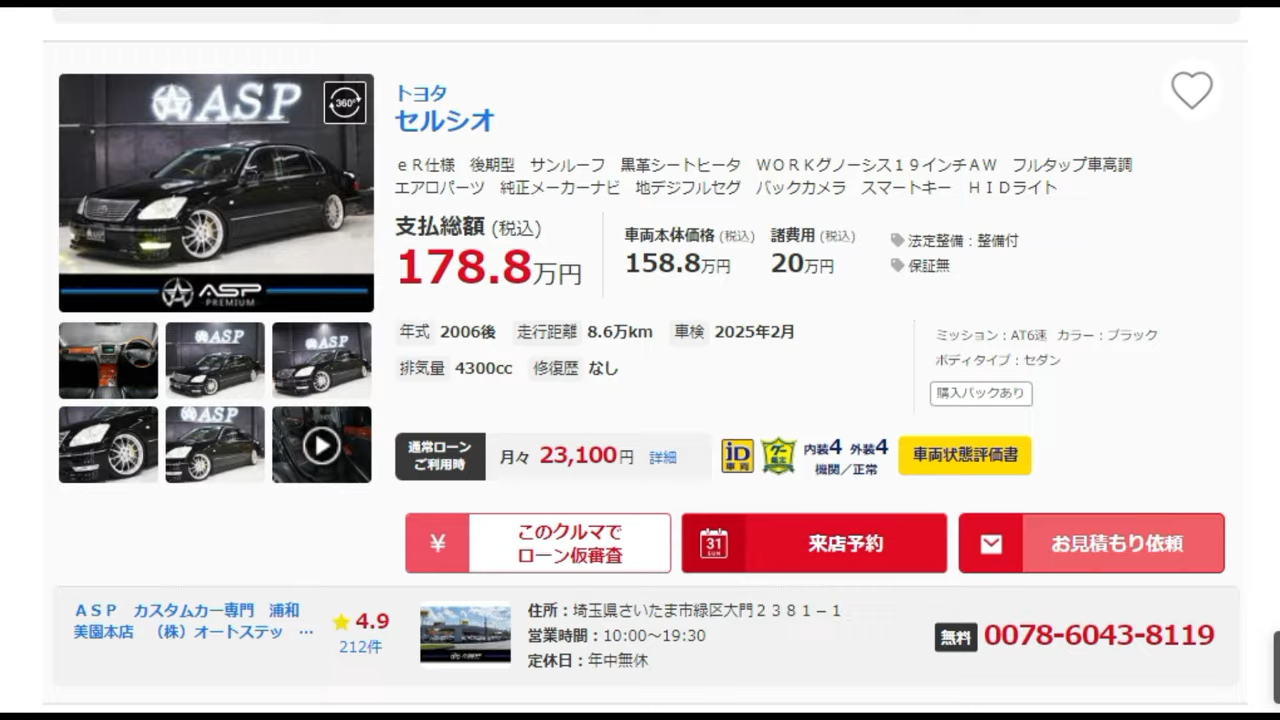 ASP
360°
ASP
PREMIUM
トヨタ
セルシオ
ｅＲ仕様　後期型　サンルーフ　黒革シートヒータ　ＷＯＲＫグノーシス１９インチＡＷ　フルタップ車高調
エアロパーツ　純正メーカーナビ　地デジフルセグ　バックカメラ　スマートキー　ＨＩＤライト
支払総額 (税込)
178.8万円
車両本体価格 (税込)
158.8万円
諸費用 (税込)
20万円
法定整備：整備付
保証無
年式 2006後 走行距離 8.6万km 車検 2025年2月
排気量 4300cc 修復歴 なし
ミッション：AT6速 カラー：ブラック
ボディタイプ：セダン
購入パックあり
ASP
ASP
ASP
通常ローン
ご利用時
月々 23,100円 詳細
iD
車両
グー
鑑定
内装4 外装4
機関／正常
車両状態評価書
¥
このクルマで
ローン仮審査
31
SUN
来店予約
お見積もり依頼
ＡＳＰ　カスタムカー専門　浦和
美園本店　（株）オートステッ　…
4.9
212件
住所：埼玉県さいたま市緑区大門２３８１－１
営業時間：10:00～19:30
定休日：年中無休
無料 0078-6043-8119